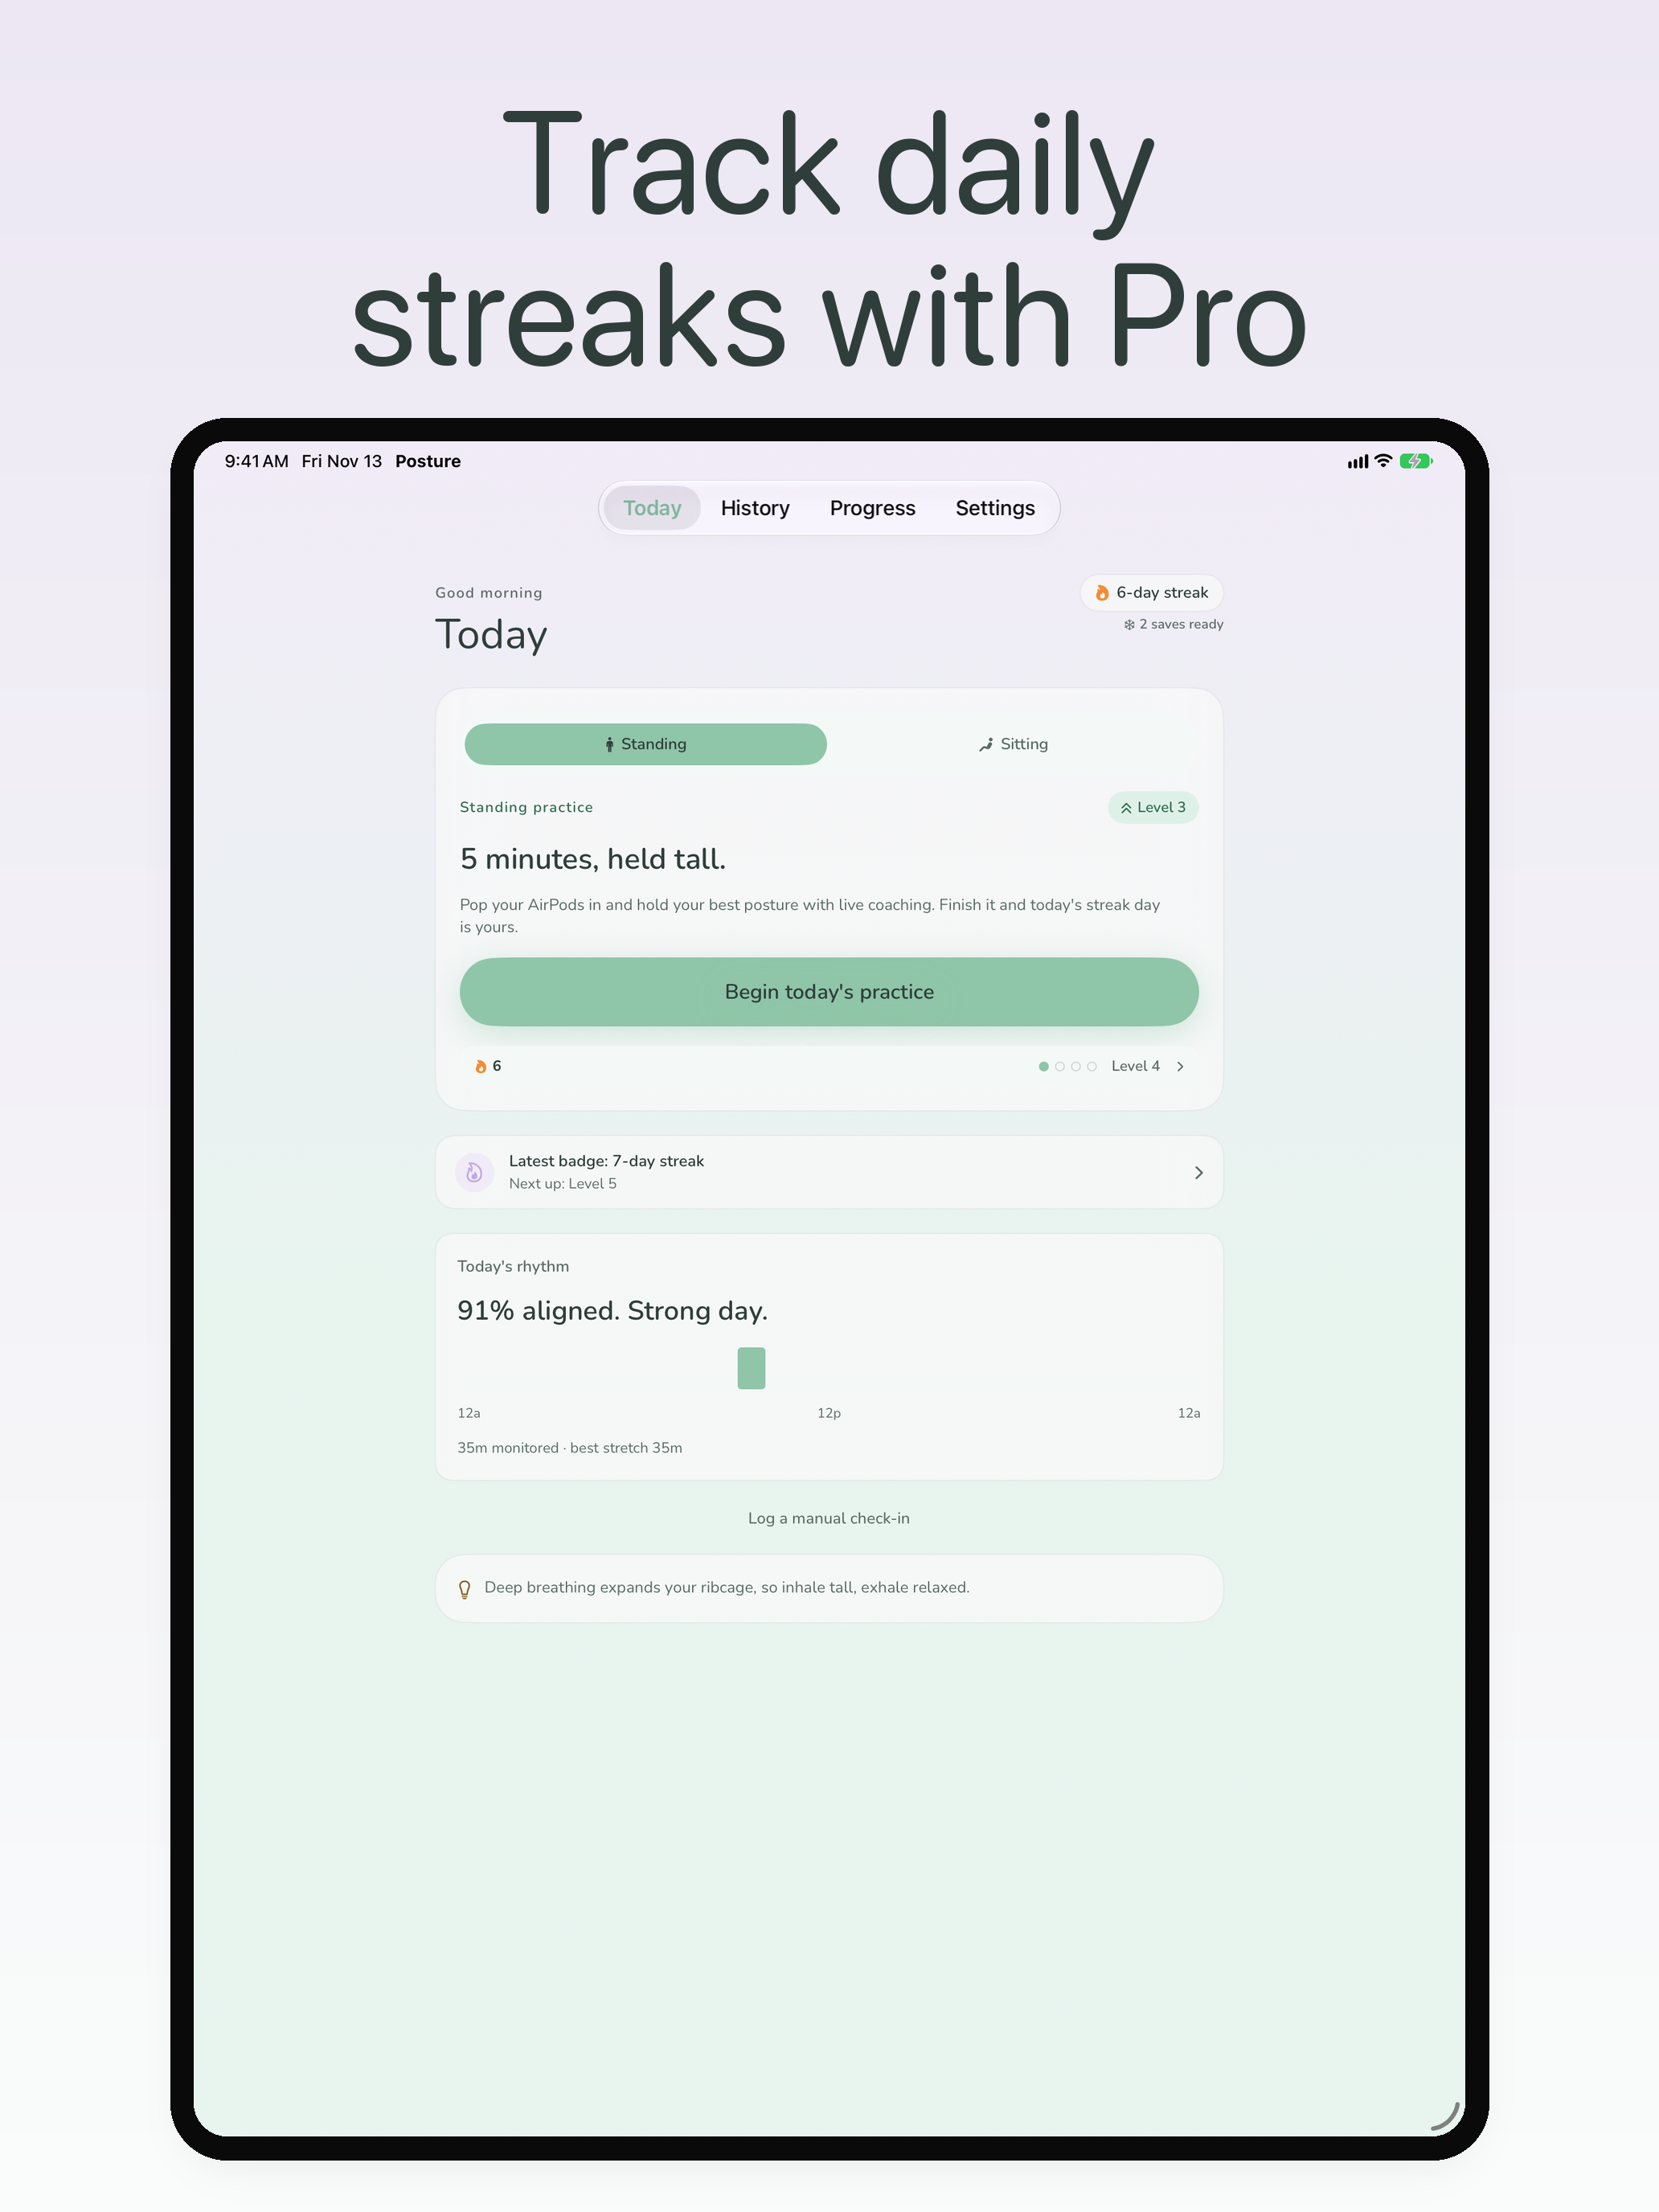 Track daily
streaks with Pro
9:41 AM Fri Nov 13 Posture
Today History Progress Settings
Good morning
6-day streak
Today
2 saves ready
Standing Sitting
Standing practice
Level 3
5 minutes, held tall.
Pop your AirPods in and hold your best posture with live coaching. Finish it and today's streak day
is yours.
Begin today's practice
6
Level 4
Latest badge: 7-day streak
Next up: Level 5
Today's rhythm
91% aligned. Strong day.
12a 12p 12a
35m monitored · best stretch 35m
Log a manual check-in
Deep breathing expands your ribcage, so inhale tall, exhale relaxed.